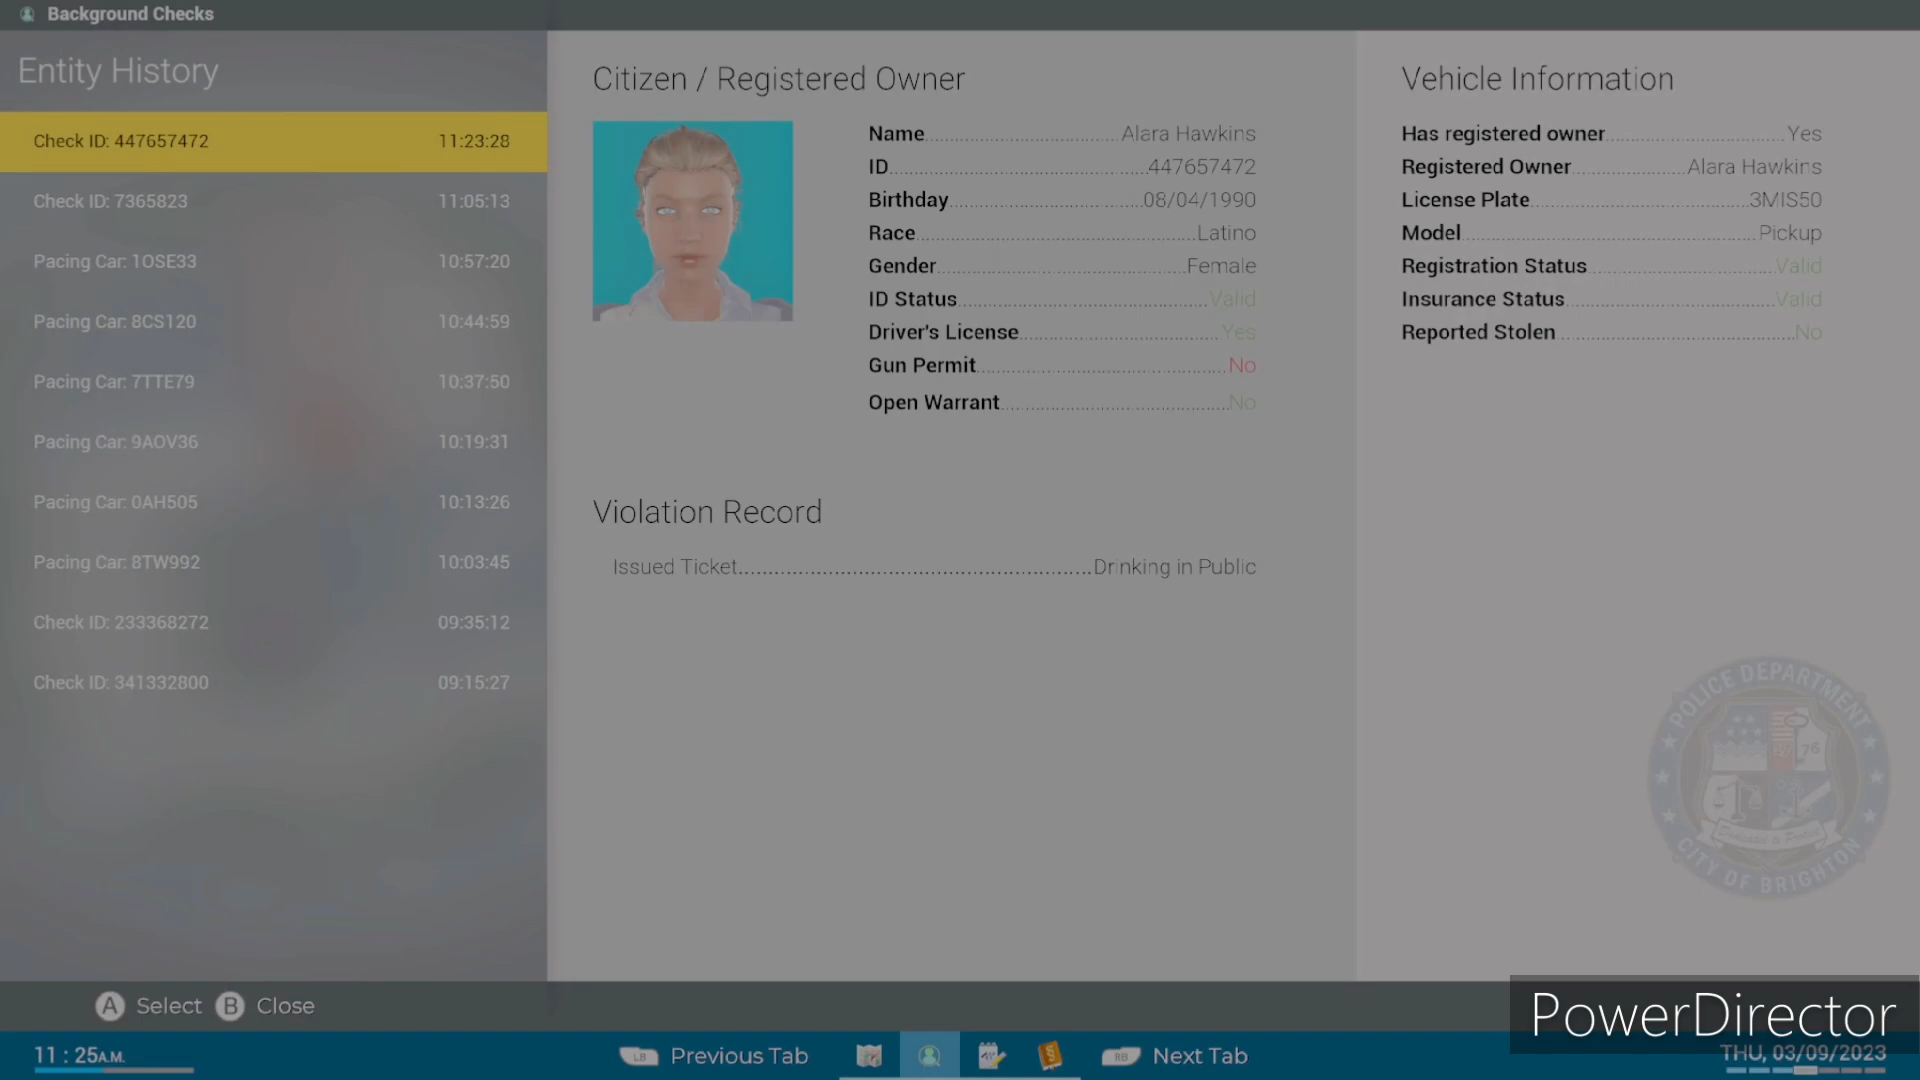 Background Checks
Entity History
Check ID: 447657472 11:23:28
Check ID: 7365823 11:05:13
Pacing Car: 1OSE33 10:57:20
Pacing Car: 8CS120 10:44:59
Pacing Car: 7TTE79 10:37:50
Pacing Car: 9AOV36 10:19:31
Pacing Car: 0AH505 10:13:26
Pacing Car: 8TW992 10:03:45
Check ID: 233368272 09:35:12
Check ID: 341332800 09:15:27
Citizen / Registered Owner
Name Alara Hawkins
ID 447657472
Birthday 08/04/1990
Race Latino
Gender Female
ID Status Valid
Driver's License Yes
Gun Permit No
Open Warrant No
Violation Record
Issued Ticket Drinking in Public
Vehicle Information
Has registered owner Yes
Registered Owner Alara Hawkins
License Plate 3MIS50
Model Pickup
Registration Status Valid
Insurance Status Valid
Reported Stolen No
POLICE DEPARTMENT
17 76
CITY OF BRIGHTON
A Select B Close
PowerDirector
11 : 25A.M.
LB Previous Tab
RB Next Tab
THU, 03/09/2023